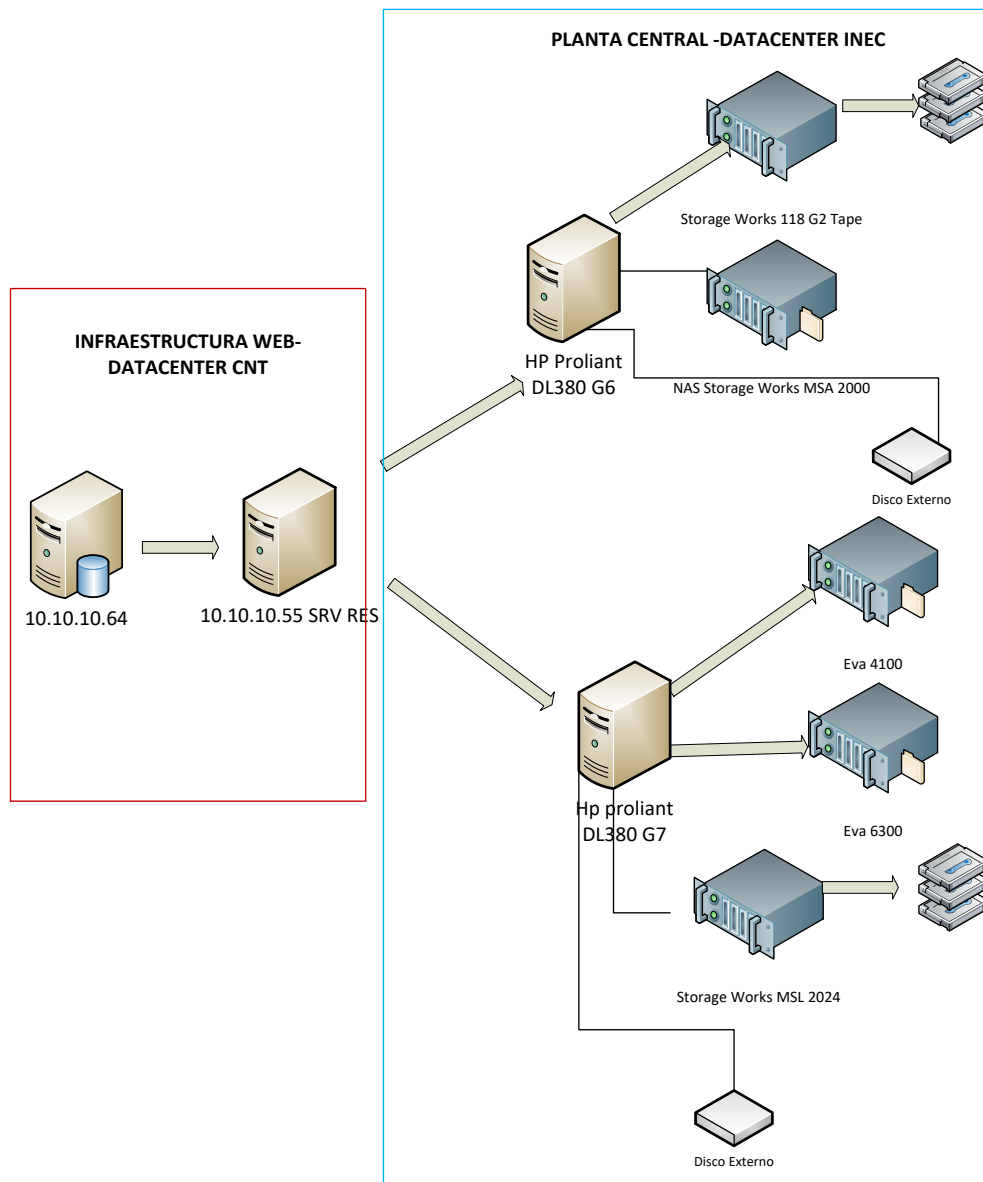 PLANTA CENTRAL -DATACENTER INEC
Storage Works 118 G2 Tape
HP Proliant
DL380 G6
NAS Storage Works MSA 2000
Disco Externo
INFRAESTRUCTURA WEB-
DATACENTER CNT
10.10.10.64
10.10.10.55 SRV RES
Eva 4100
Hp proliant
DL380 G7
Eva 6300
Storage Works MSL 2024
Disco Externo